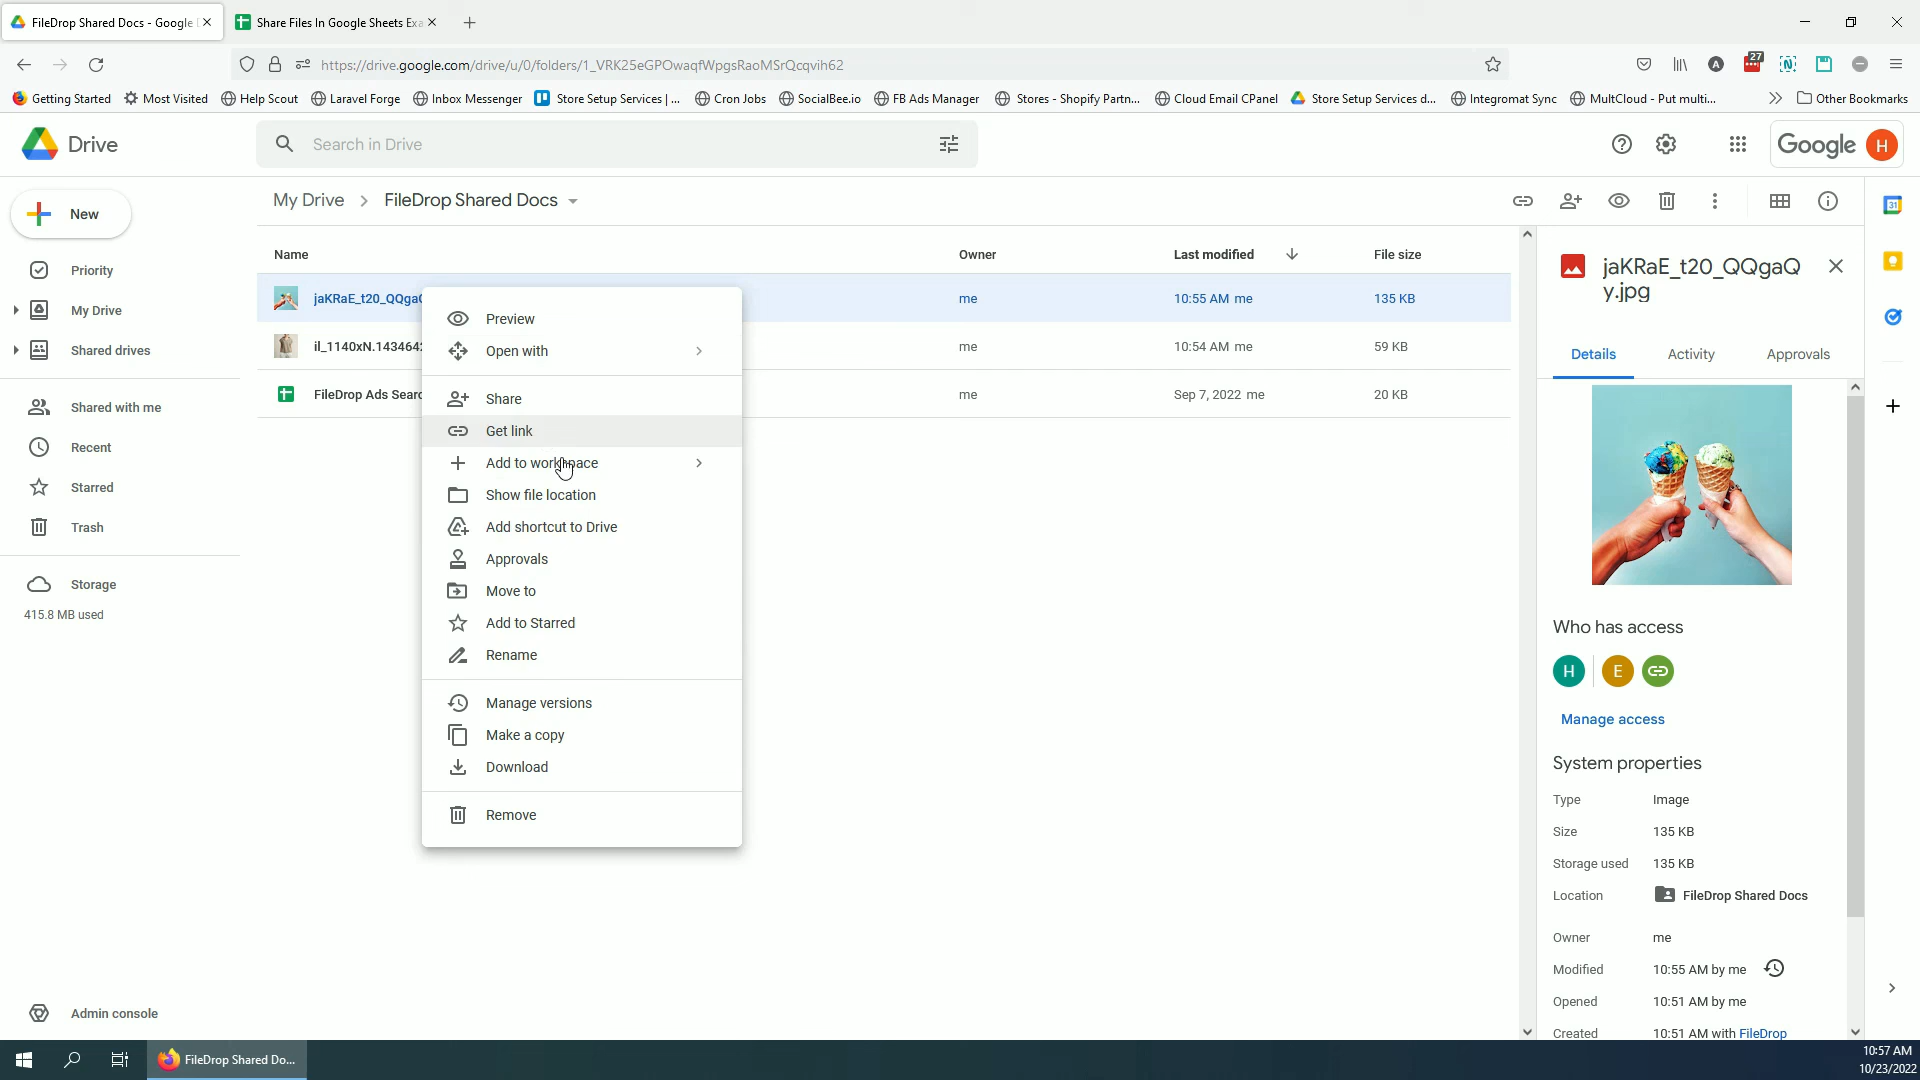 FileDrop Shared Docs - Google
Share Files In Google Sheets Exa
https://drive.google.com/drive/u/0/folders/1_VRK25eGPOwaqfWpgsRaoMSrQcqvih62
A
27
N
Getting Started
Most Visited
Help Scout
Laravel Forge
Inbox Messenger
Store Setup Services | ...
Cron Jobs
SocialBee.io
FB Ads Manager
Stores - Shopify Partn...
Cloud Email CPanel
Store Setup Services d...
Integromat Sync
MultCloud - Put multi...
Other Bookmarks
Drive
Search in Drive
Google
H
New
My Drive
FileDrop Shared Docs
31
Priority
My Drive
Shared drives
Shared with me
Recent
Starred
Trash
Storage
415.8 MB used
Admin console
Name
Owner
Last modified
File size
jaKRaE_t20_QQgaQ
me
10:55 AM me
135 KB
il_1140xN.143464
me
10:54 AM me
59 KB
FileDrop Ads Sear
me
Sep 7, 2022 me
20 KB
Preview
Open with
Share
Get link
Add to workspace
Show file location
Add shortcut to Drive
Approvals
Move to
Add to Starred
Rename
Manage versions
Make a copy
Download
Remove
jaKRaE_t20_QQgaQ
y.jpg
Details
Activity
Approvals
Who has access
H
E
Manage access
System properties
Type
Image
Size
135 KB
Storage used
135 KB
Location
FileDrop Shared Docs
Owner
me
Modified
10:55 AM by me
Opened
10:51 AM by me
Created
10:51 AM with FileDrop
FileDrop Shared Do...
10:57 AM
10/23/2022